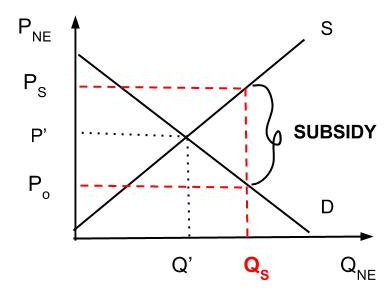 P_NE
S
P_S
P'
SUBSIDY
P_o
D
Q'
Q_S
Q_NE